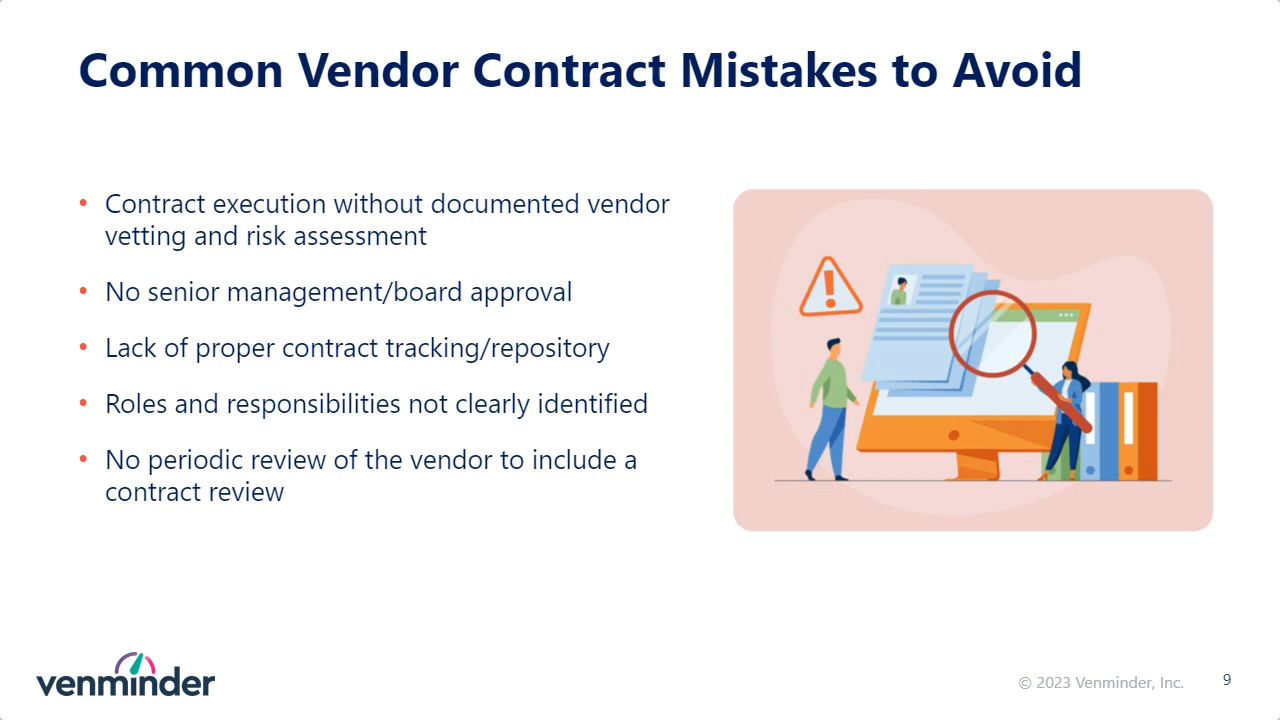 Common Vendor Contract Mistakes to Avoid
• Contract execution without documented vendor
vetting and risk assessment
• No senior management/board approval
• Lack of proper contract tracking/repository
• Roles and responsibilities not clearly identified
• No periodic review of the vendor to include a
contract review
venminder
© 2023 Venminder, Inc.
9